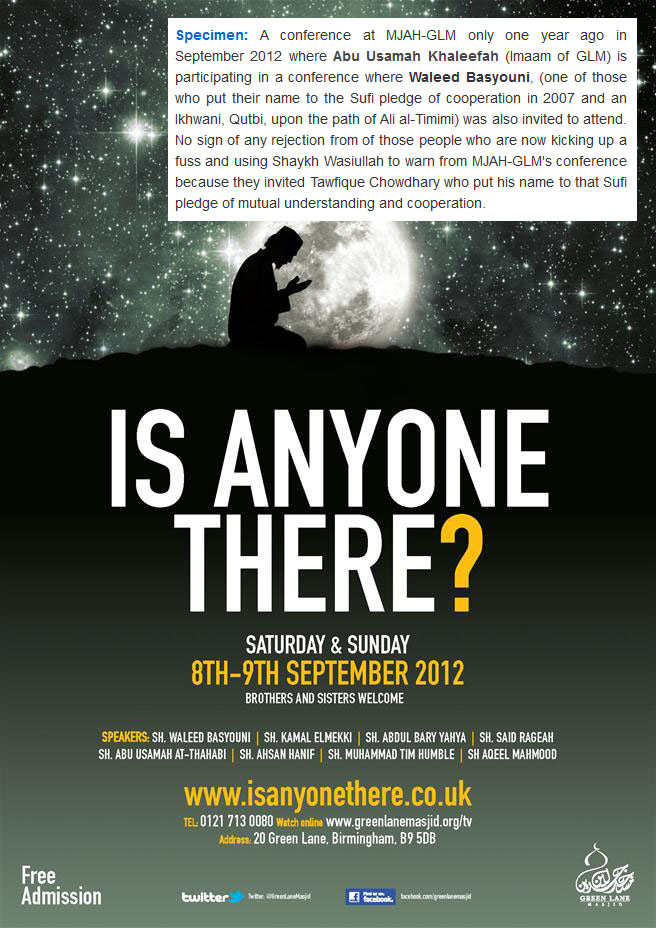 Specimen: A conference at MJAH-GLM only one year ago in
September 2012 where Abu Usamah Khaleefah (Imaam of GLM) is
participating in a conference where Waleed Basyouni, (one of those
who put their name to the Sufi pledge of cooperation in 2007 and an
Ikhwani, Qutbi, upon the path of Ali al-Timimi) was also invited to attend.
No sign of any rejection from of those people who are now kicking up a
fuss and using Shaykh Wasiullah to warn from MJAH-GLM's conference
because they invited Tawfique Chowdhary who put his name to that Sufi
pledge of mutual understanding and cooperation.
IS ANYONE
THERE?
SATURDAY & SUNDAY
8TH-9TH SEPTEMBER 2012
BROTHERS AND SISTERS WELCOME
SPEAKERS: SH. WALEED BASYOUNI | SH. KAMAL ELMEKKI | SH. ABDUL BARY YAHYA | SH. SAID RAGEAH
SH. ABU USAMAH AT-THAHABI | SH. AHSAN HANIF | SH. MUHAMMAD TIM HUMBLE | SH AQEEL MAHMOOD
www.isanyonethere.co.uk
TEL: 0121 713 0080 Watch online www.greenlanemasjid.org/tv
Address: 20 Green Lane, Birmingham, B9 5DB
Free
Admission
twitter Twitter: @GreenLaneMasjid
Find us on
facebook. facebook.com/greenlanemasjid
GREEN LANE
MASJID